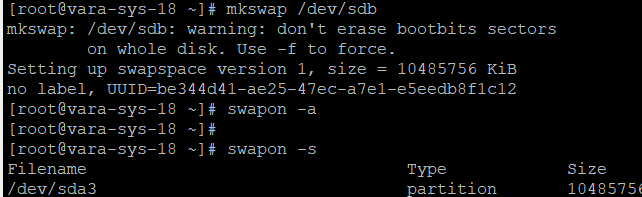 [root@vara-sys-18 ~]# mkswap /dev/sdb
mkswap: /dev/sdb: warning: don't erase bootbits sectors
        on whole disk. Use -f to force.
Setting up swapspace version 1, size = 10485756 KiB
no label, UUID=be344d41-ae25-47ec-a7e1-e5eedb8f1c12
[root@vara-sys-18 ~]# swapon -a
[root@vara-sys-18 ~]#
[root@vara-sys-18 ~]# swapon -s
Filename                                Type            Size
/dev/sda3                               partition       10485756